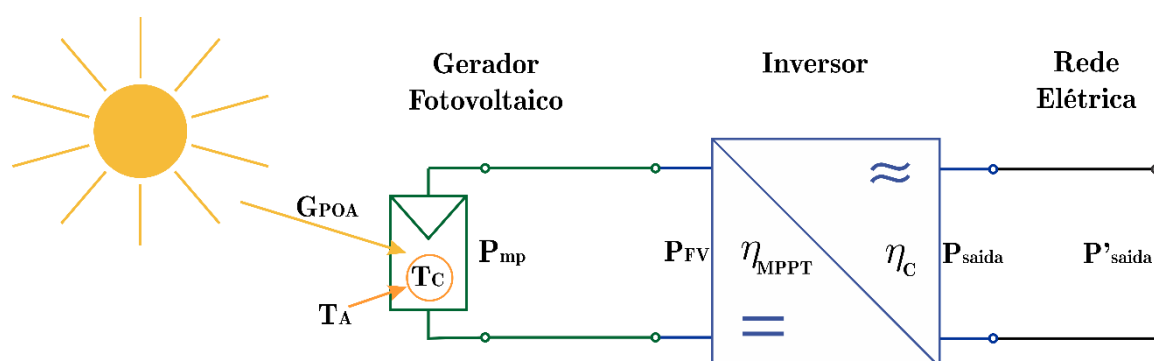 Gerador
Fotovoltaico
Inversor
Rede
Elétrica
GPOA
TA
TC
Pmp
PFV
ηMPPT
ηC
Psaida
P'saida